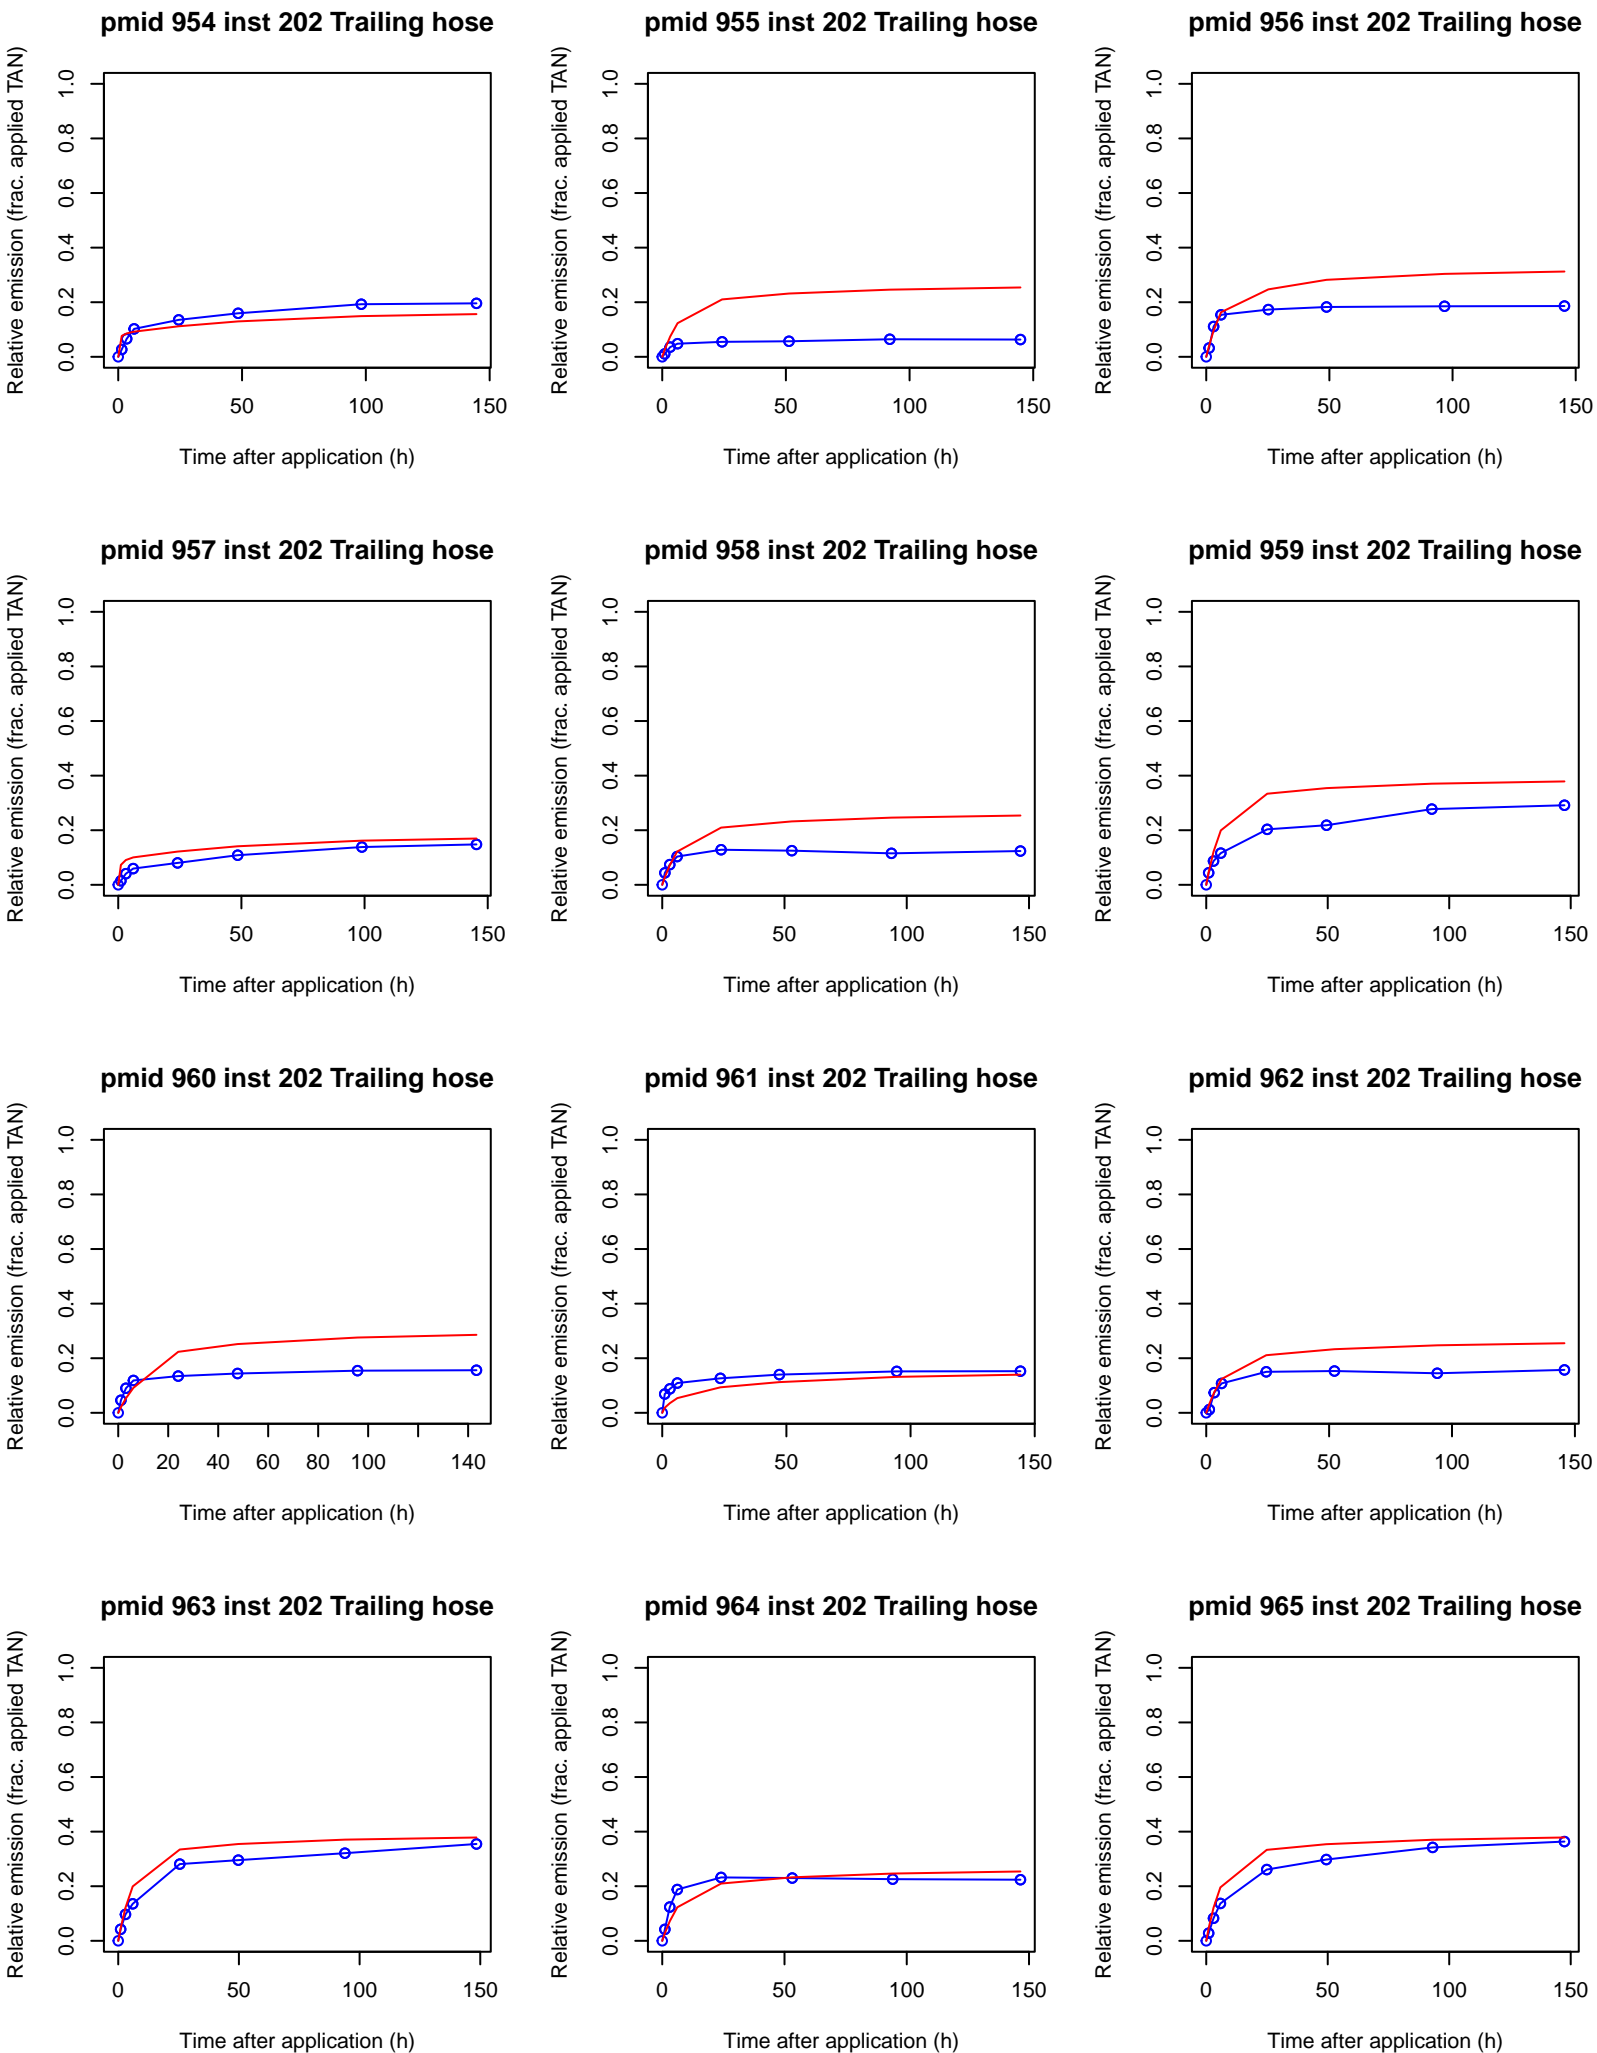 pmid 954 inst 202 Trailing hose
Relative emission (frac. applied TAN)
1.0
0.8
0.6
0.4
0.2
0.0
0 50 100 150
Time after application (h)
pmid 955 inst 202 Trailing hose
Relative emission (frac. applied TAN)
1.0
0.8
0.6
0.4
0.2
0.0
0 50 100 150
Time after application (h)
pmid 956 inst 202 Trailing hose
Relative emission (frac. applied TAN)
1.0
0.8
0.6
0.4
0.2
0.0
0 50 100 150
Time after application (h)
pmid 957 inst 202 Trailing hose
Relative emission (frac. applied TAN)
1.0
0.8
0.6
0.4
0.2
0.0
0 50 100 150
Time after application (h)
pmid 958 inst 202 Trailing hose
Relative emission (frac. applied TAN)
1.0
0.8
0.6
0.4
0.2
0.0
0 50 100 150
Time after application (h)
pmid 959 inst 202 Trailing hose
Relative emission (frac. applied TAN)
1.0
0.8
0.6
0.4
0.2
0.0
0 50 100 150
Time after application (h)
pmid 960 inst 202 Trailing hose
Relative emission (frac. applied TAN)
1.0
0.8
0.6
0.4
0.2
0.0
0 20 40 60 80 100 140
Time after application (h)
pmid 961 inst 202 Trailing hose
Relative emission (frac. applied TAN)
1.0
0.8
0.6
0.4
0.2
0.0
0 50 100 150
Time after application (h)
pmid 962 inst 202 Trailing hose
Relative emission (frac. applied TAN)
1.0
0.8
0.6
0.4
0.2
0.0
0 50 100 150
Time after application (h)
pmid 963 inst 202 Trailing hose
Relative emission (frac. applied TAN)
1.0
0.8
0.6
0.4
0.2
0.0
0 50 100 150
Time after application (h)
pmid 964 inst 202 Trailing hose
Relative emission (frac. applied TAN)
1.0
0.8
0.6
0.4
0.2
0.0
0 50 100 150
Time after application (h)
pmid 965 inst 202 Trailing hose
Relative emission (frac. applied TAN)
1.0
0.8
0.6
0.4
0.2
0.0
0 50 100 150
Time after application (h)